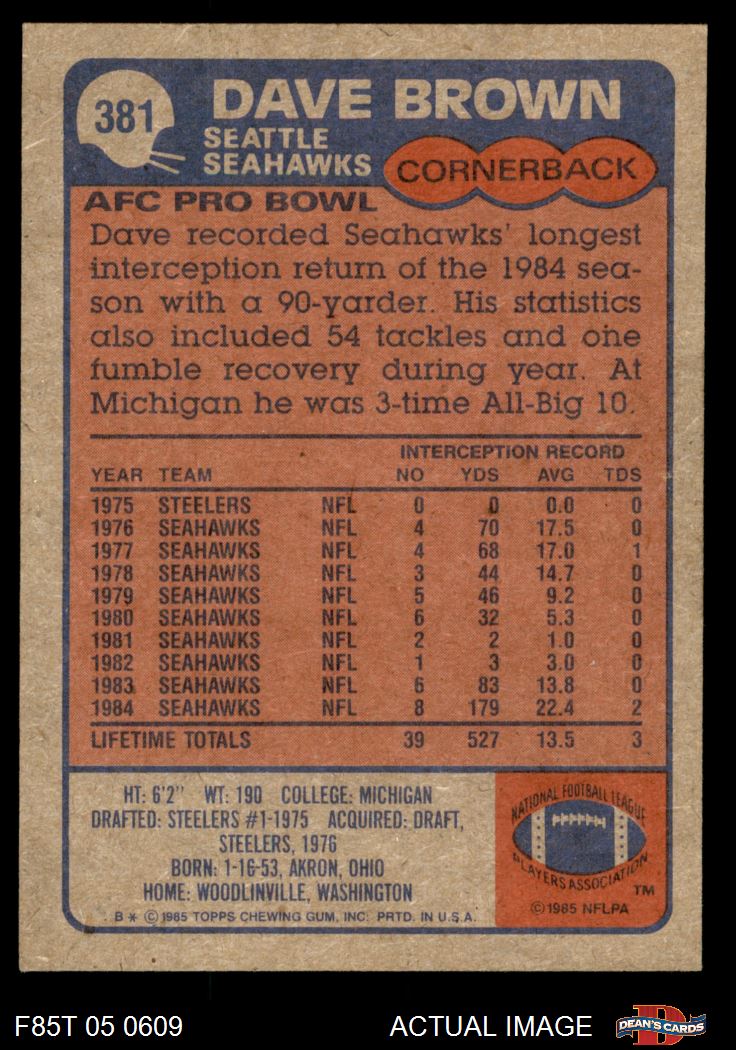 381
DAVE BROWN
SEATTLE
SEAHAWKS
CORNERBACK
AFC PRO BOWL
Dave recorded Seahawks' longest
interception return of the 1984 sea-
son with a 90-yarder. His statistics
also included 54 tackles and one
fumble recovery during year. At
Michigan he was 3-time All-Big 10.
INTERCEPTION RECORD
YEAR TEAM NO YDS AVG TDS
1975 STEELERS NFL 0 0 0.0 0
1976 SEAHAWKS NFL 4 70 17.5 0
1977 SEAHAWKS NFL 4 68 17.0 1
1978 SEAHAWKS NFL 3 44 14.7 0
1979 SEAHAWKS NFL 5 46 9.2 0
1980 SEAHAWKS NFL 6 32 5.3 0
1981 SEAHAWKS NFL 2 2 1.0 0
1982 SEAHAWKS NFL 1 3 3.0 0
1983 SEAHAWKS NFL 6 83 13.8 0
1984 SEAHAWKS NFL 8 179 22.4 2
LIFETIME TOTALS 39 527 13.5 3
HT: 6'2" WT: 190 COLLEGE: MICHIGAN
DRAFTED: STEELERS #1-1975 ACQUIRED: DRAFT,
STEELERS, 1976
BORN: 1-16-53, AKRON, OHIO
HOME: WOODLINVILLE, WASHINGTON
B * © 1985 TOPPS CHEWING GUM, INC. PRTD. IN U.S.A.
NATIONAL FOOTBALL LEAGUE
PLAYERS ASSOCIATION
TM
© 1985 NFLPA
F85T 05 0609
ACTUAL IMAGE
D
DEAN'S CARDS